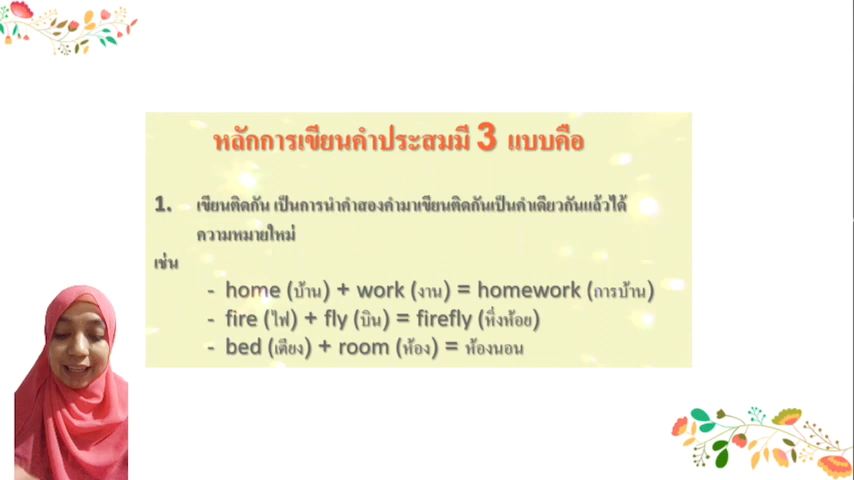 หลักการเขียนคำประสมมี 3 แบบคือ
1. เขียนติดกัน เป็นการนำคำสองคำมาเขียนติดกันเป็นคำเดียวกันแล้วได้
ความหมายใหม่
เช่น
- home (บ้าน) + work (งาน) = homework (การบ้าน)
- fire (ไฟ) + fly (บิน) = firefly (หิ่งห้อย)
- bed (เตียง) + room (ห้อง) = ห้องนอน